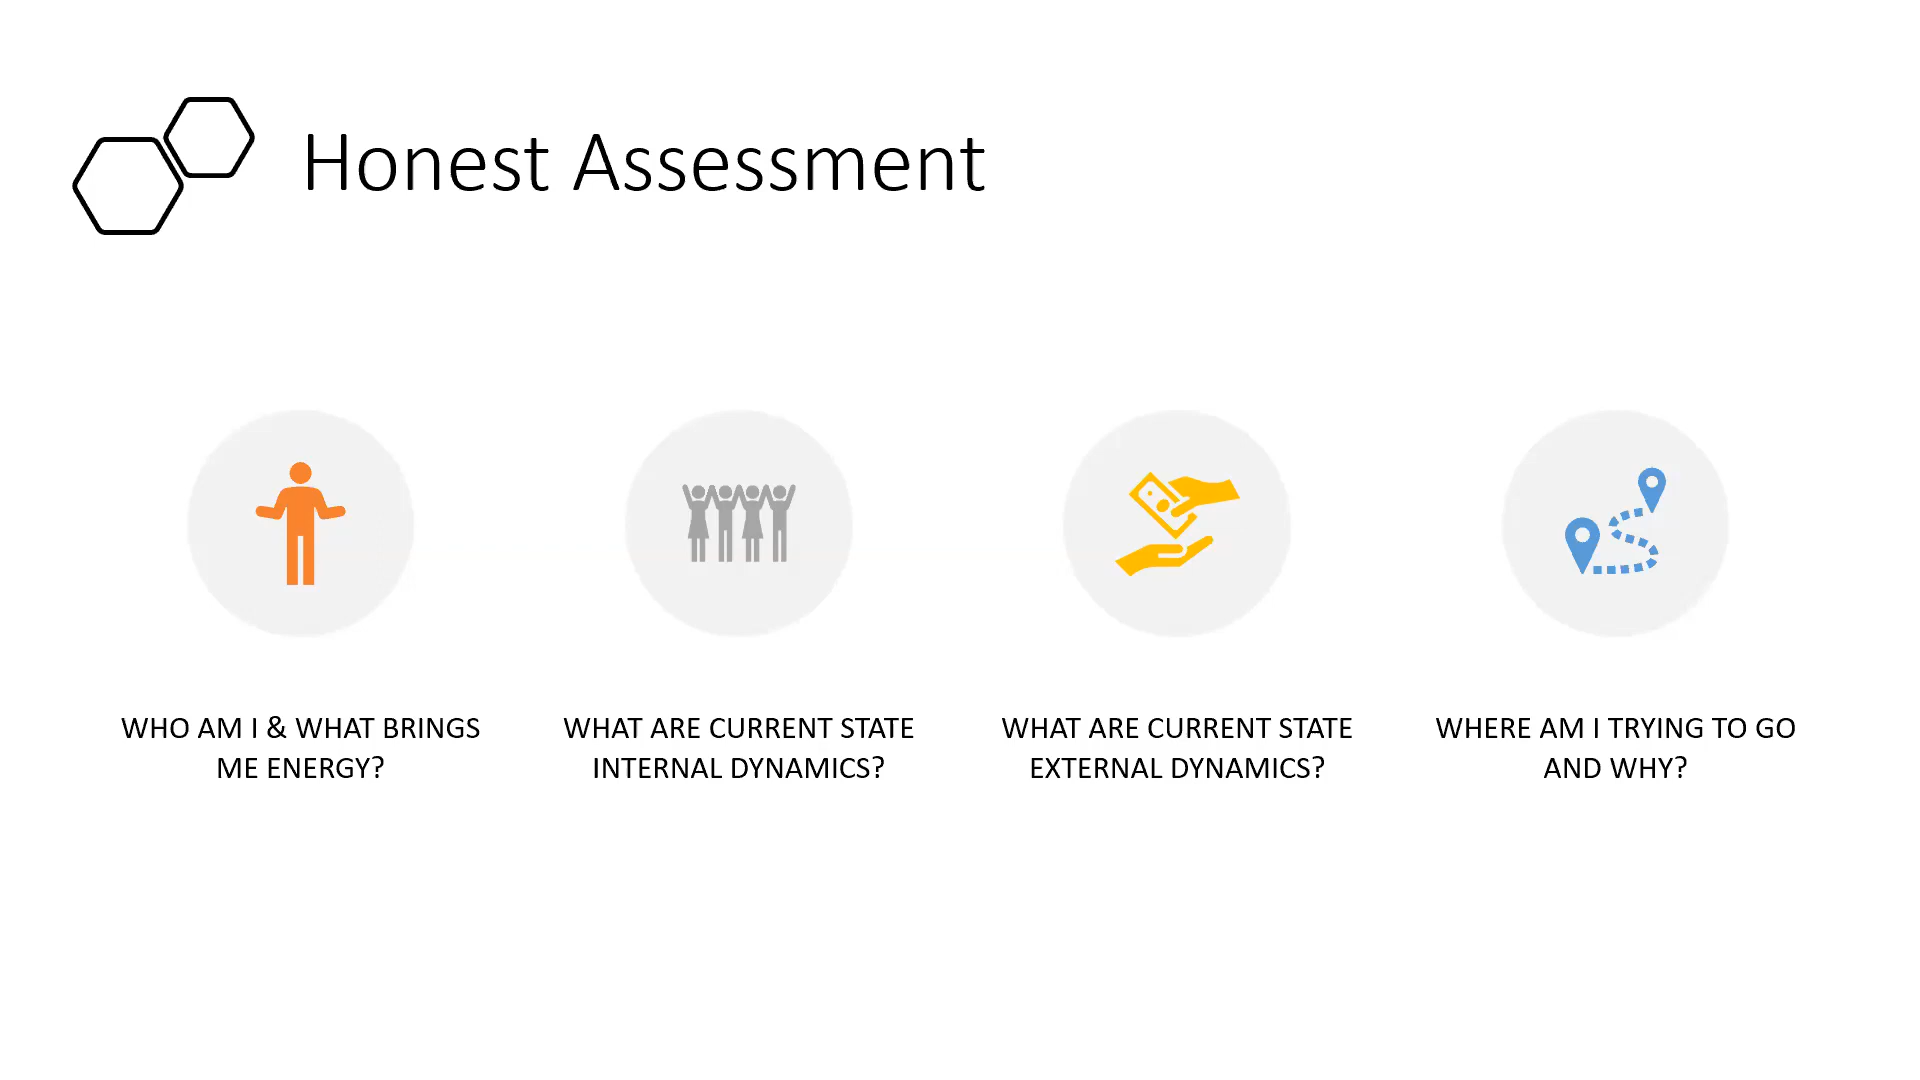 Honest Assessment
WHO AM I & WHAT BRINGS
ME ENERGY?
WHAT ARE CURRENT STATE
INTERNAL DYNAMICS?
WHAT ARE CURRENT STATE
EXTERNAL DYNAMICS?
WHERE AM I TRYING TO GO
AND WHY?